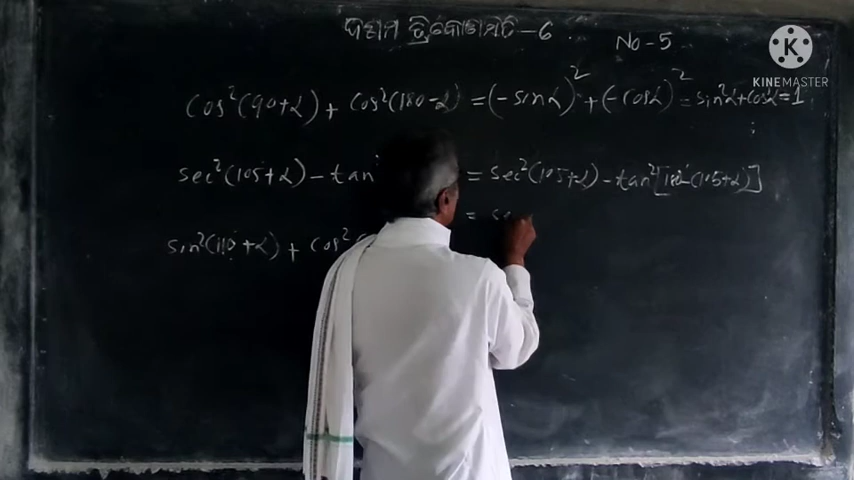 ଦଶମ ତ୍ରିକୋଣମିତି-6
No-5
KINEMASTER
cos²(90+α) + cos²(180-α) = (-sinα)² + (-cosα)² = sin²α + cos²α = 1
sec²(105+α) - tan = sec²(105+α) - tan²[180-(105+α)]
=
sin²(110+α) + cos²